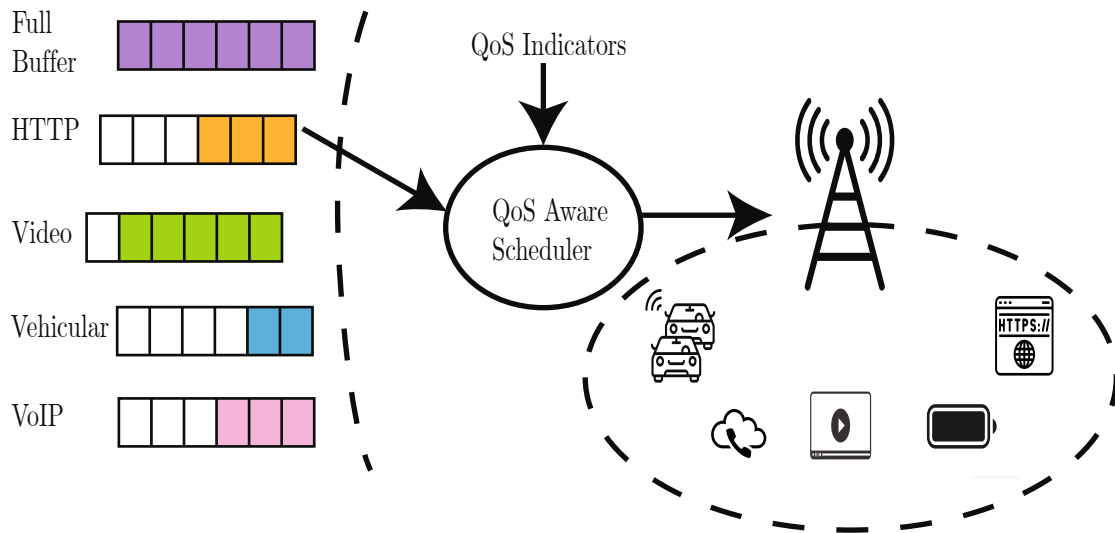 Full
Buffer
HTTP
Video
Vehicular
VoIP
QoS Indicators
QoS Aware
Scheduler
HTTPS://